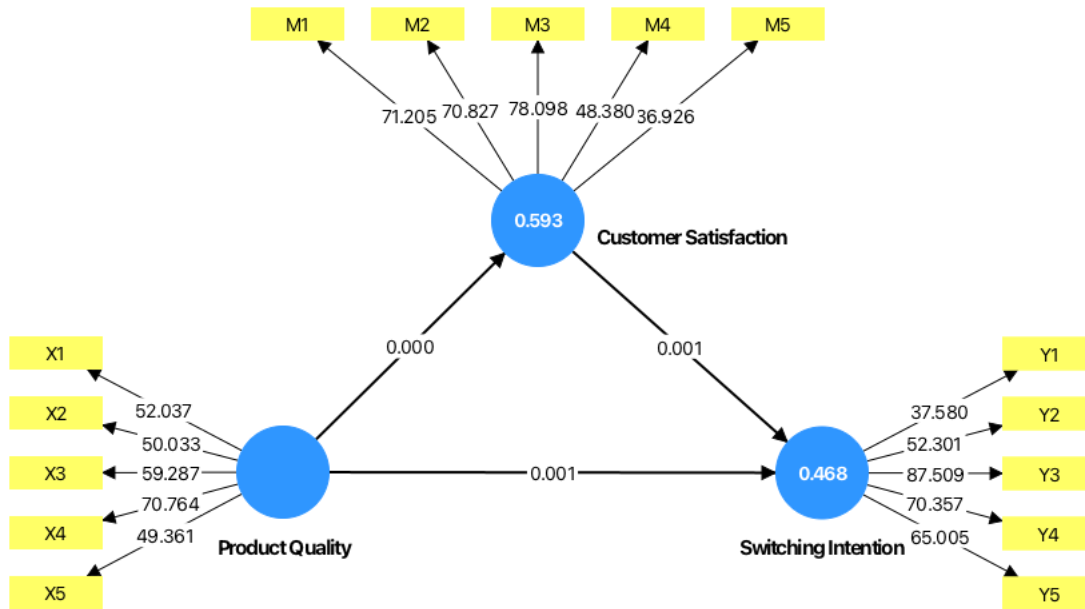 M1
M2
M3
M4
M5
71.205
70.827
78.098
48.380
36.926
0.593
Customer Satisfaction
0.000
0.001
X1
X2
X3
X4
X5
52.037
50.033
59.287
70.764
49.361
Product Quality
0.001
0.468
Switching Intention
37.580
52.301
87.509
70.357
65.005
Y1
Y2
Y3
Y4
Y5